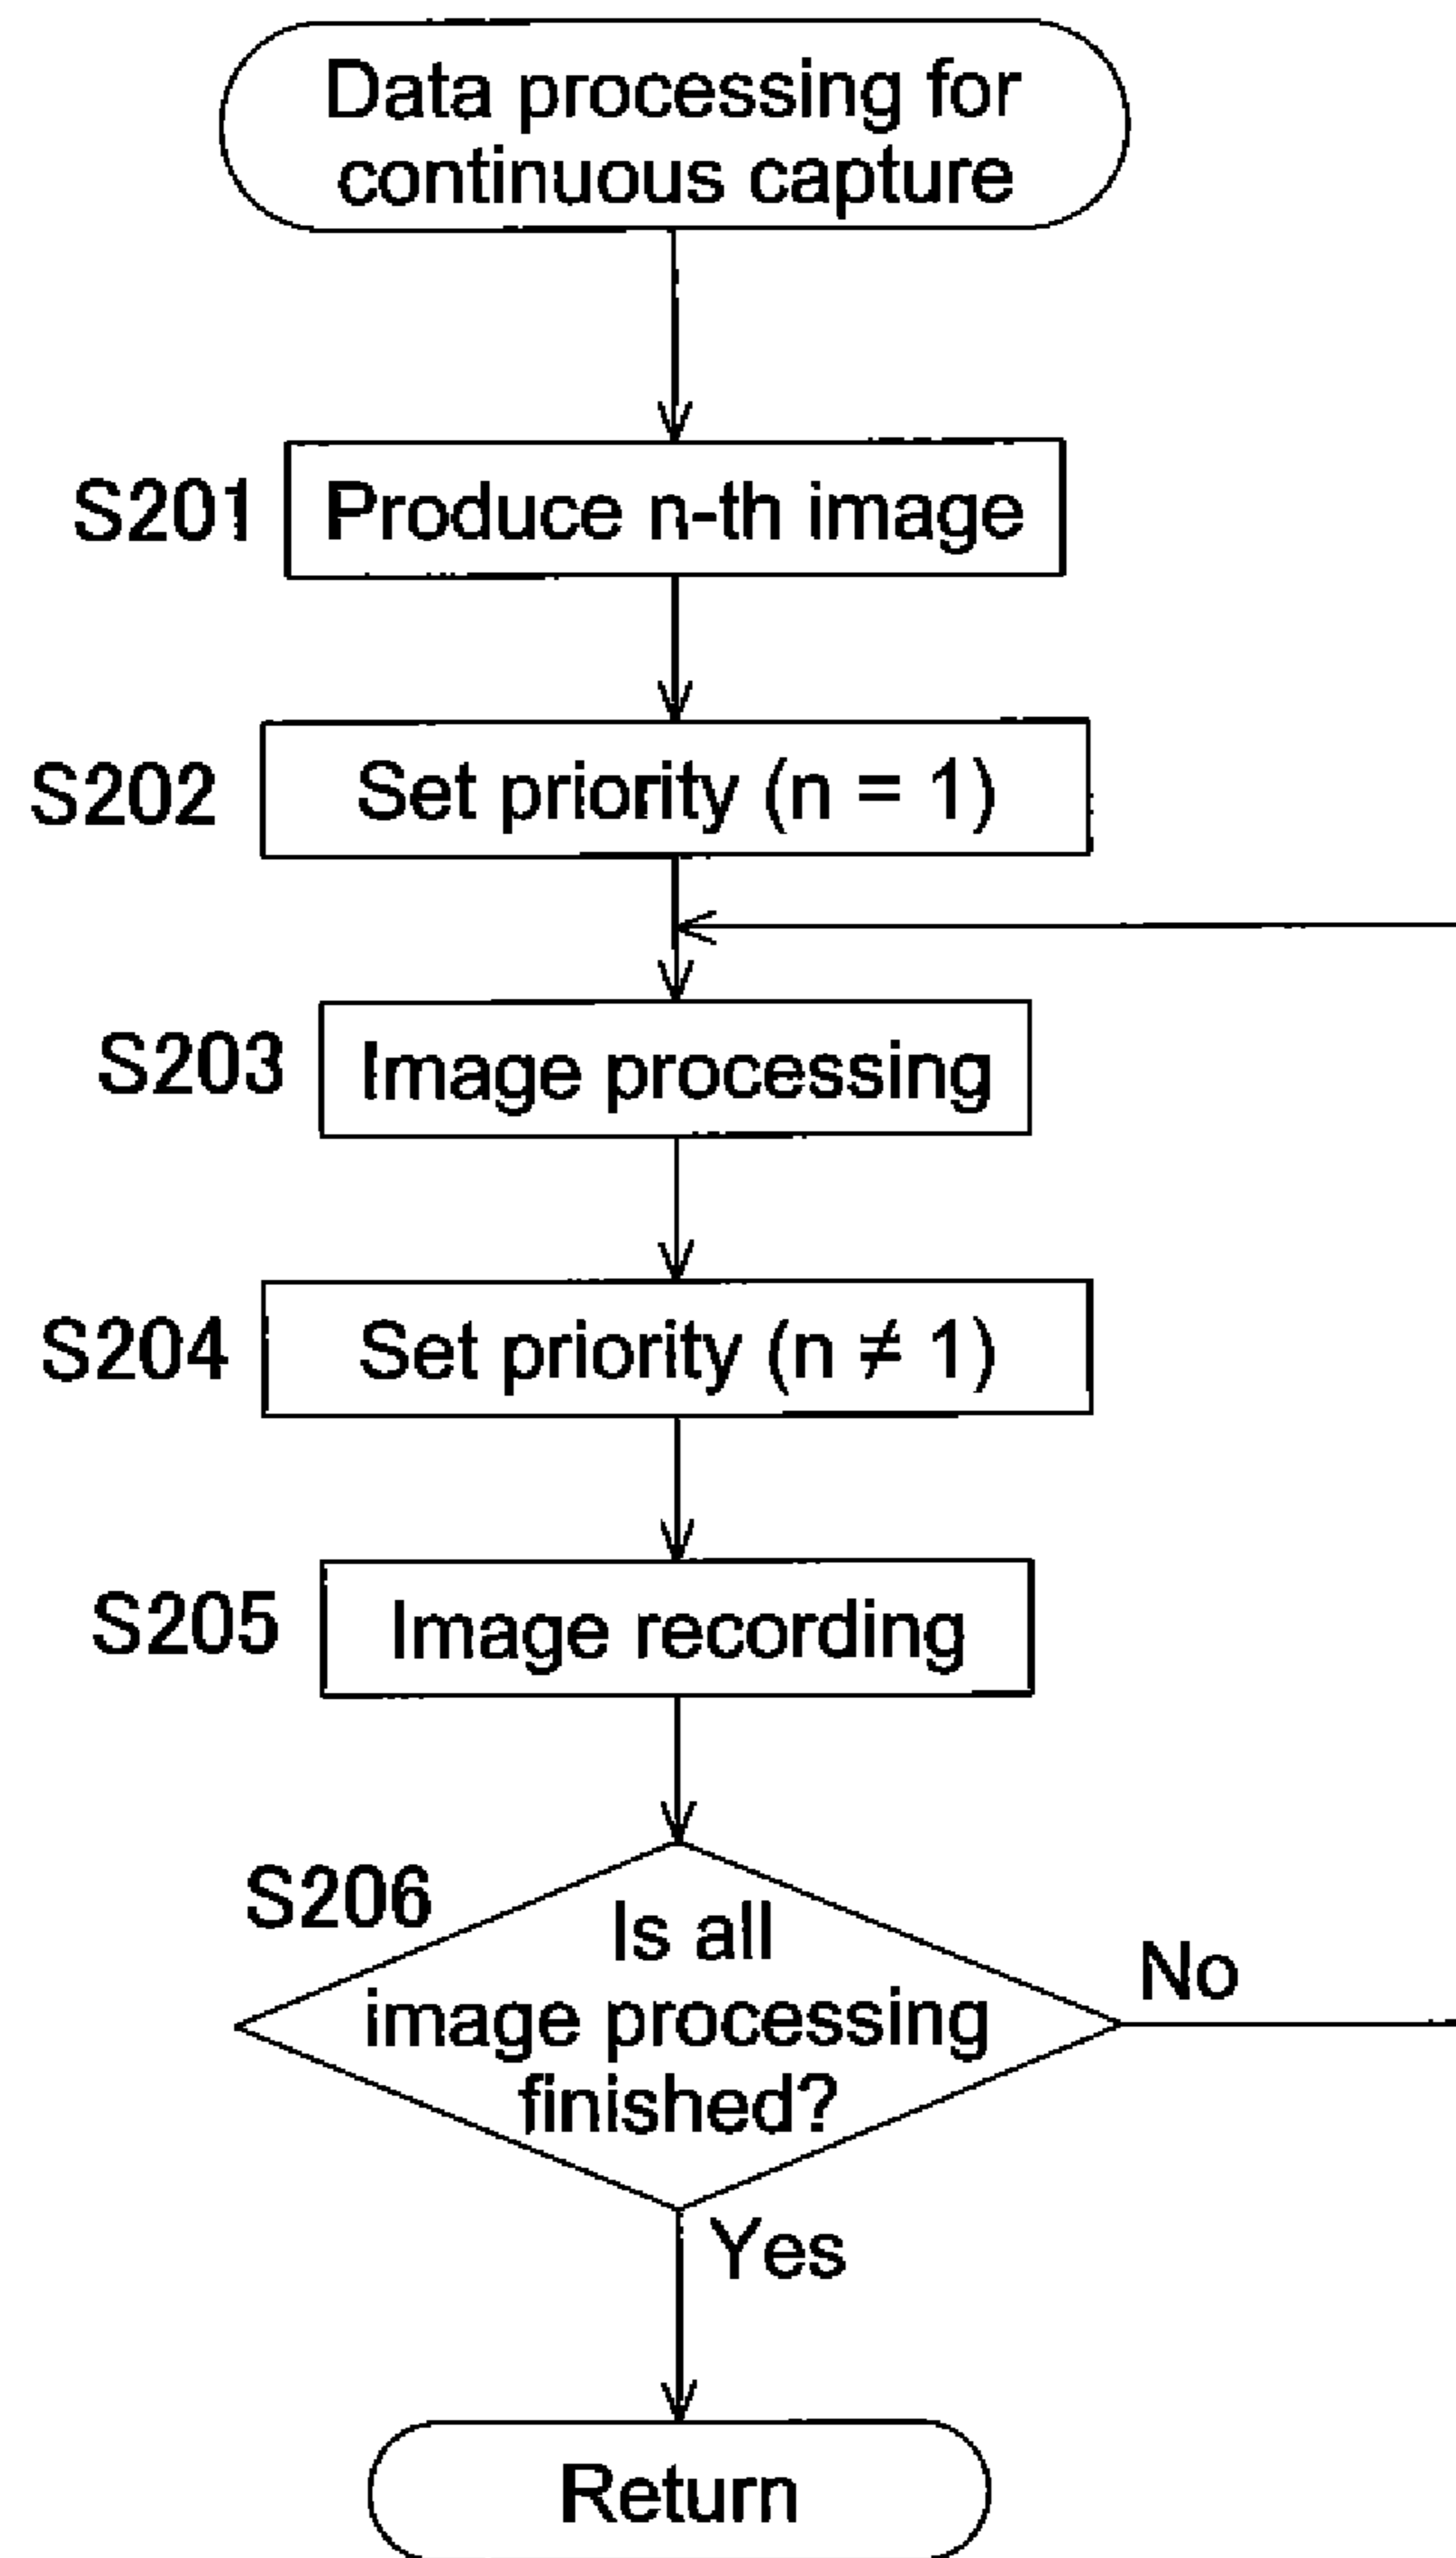 Data processing for
continuous capture
S201
Produce n-th image
S202
Set priority (n = 1)
S203
Image processing
S204
Set priority (n ≠ 1)
S205
Image recording
S206
Is all
image processing
finished?
No
Yes
Return